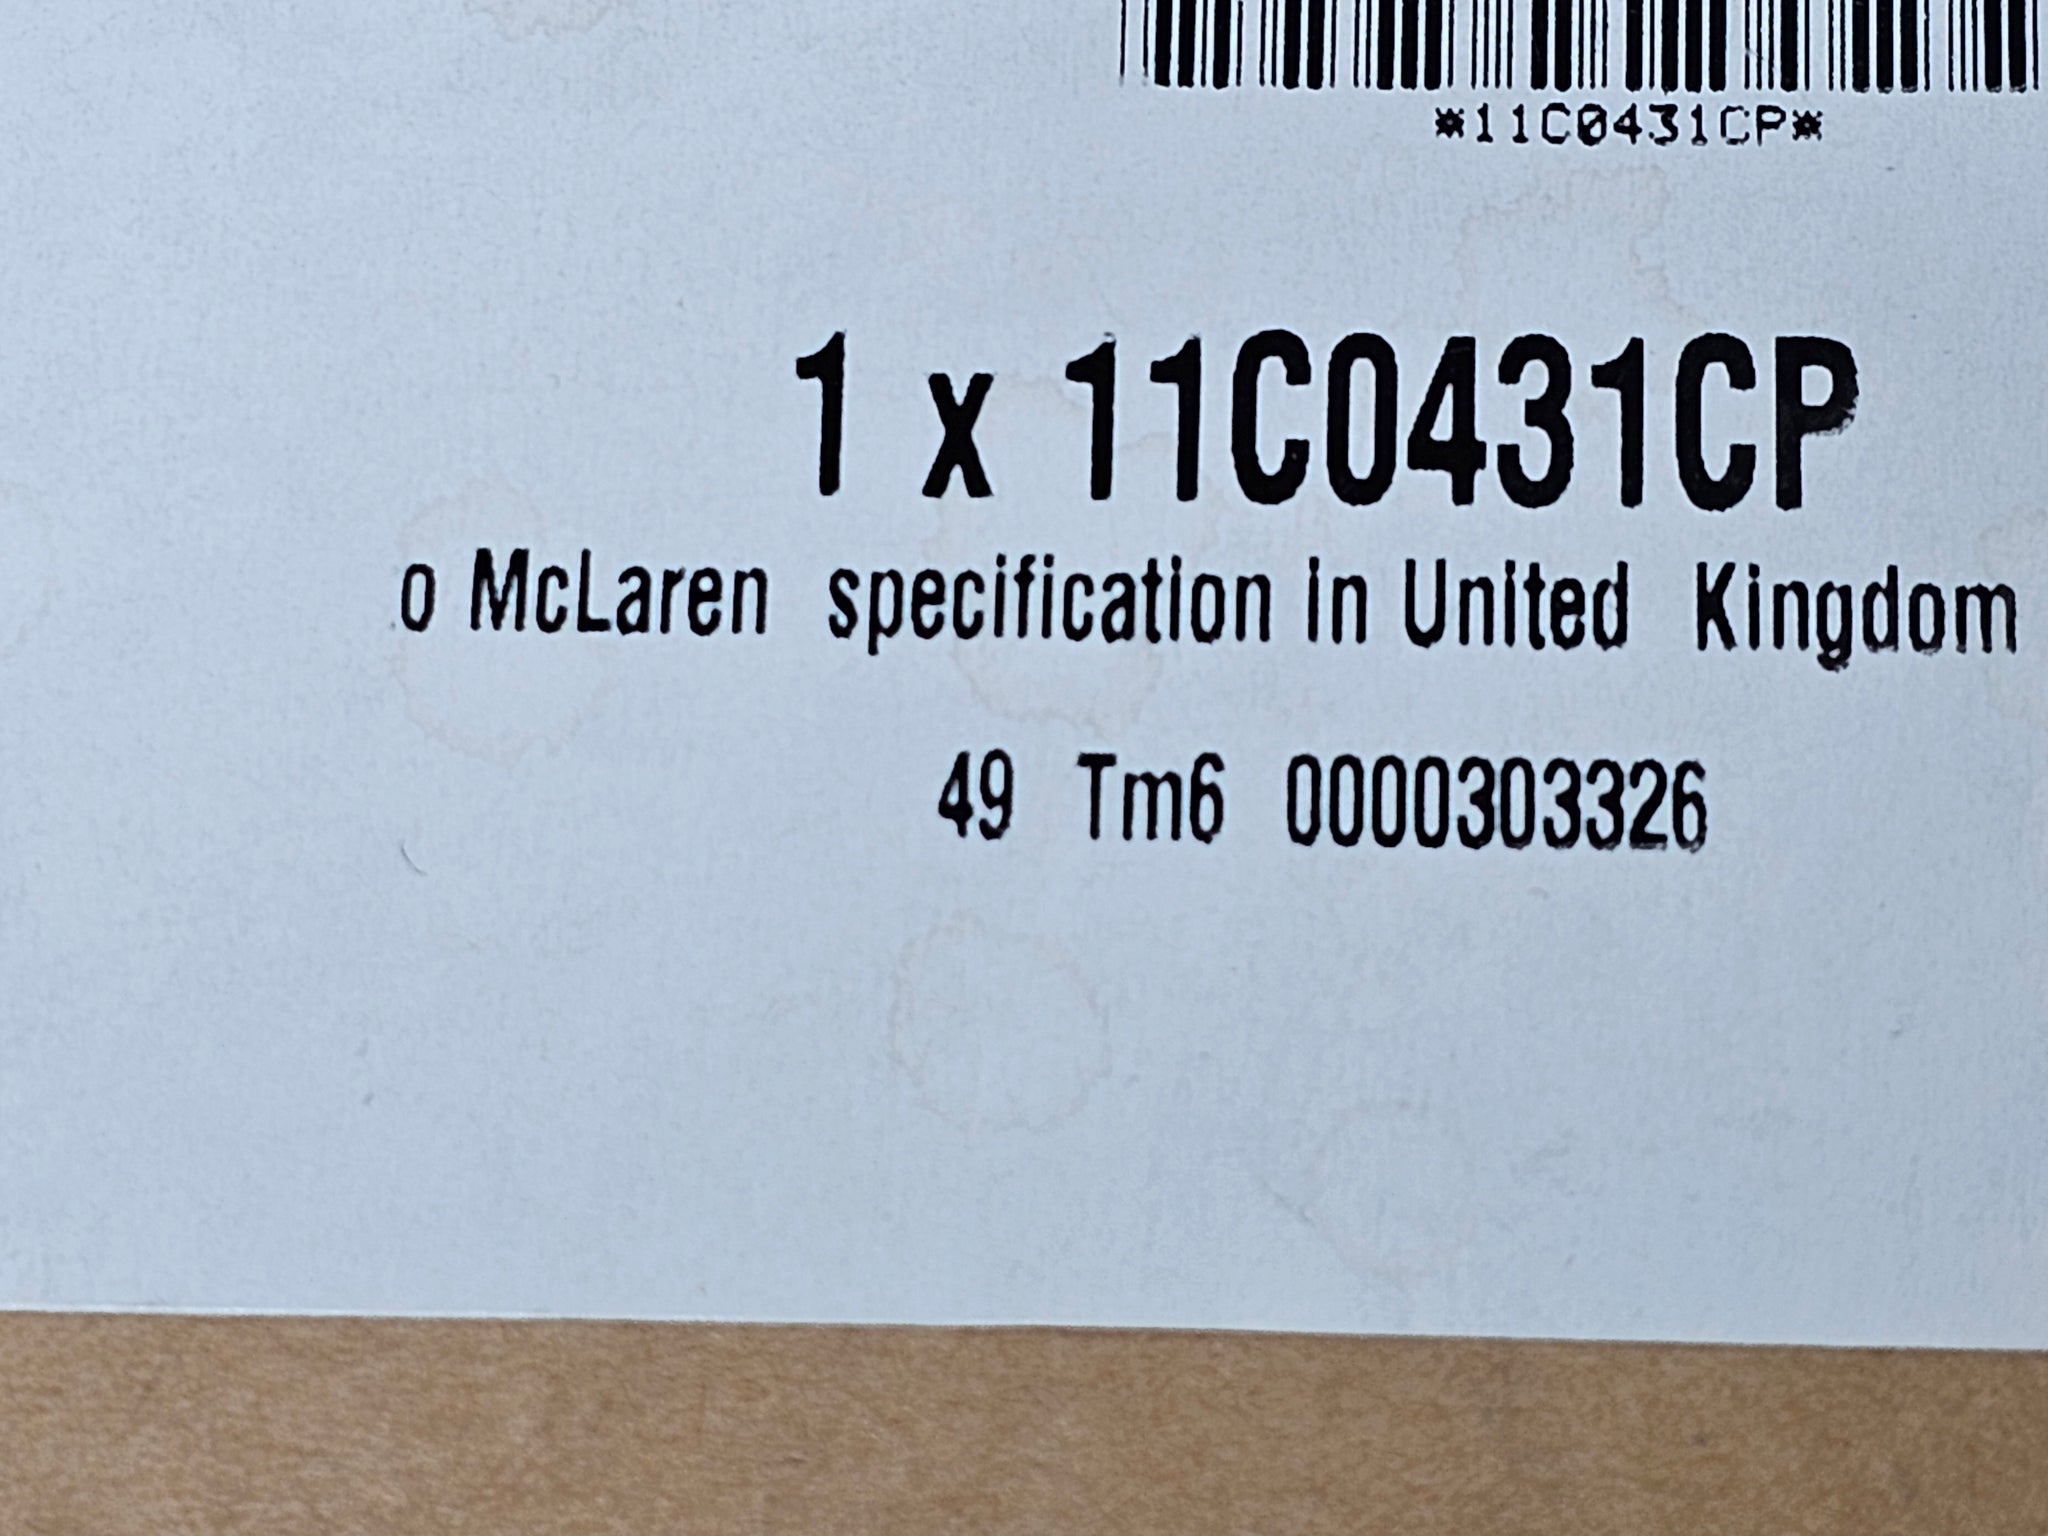 *11C0431CP*
1 x 11C0431CP
o McLaren specification in United Kingdom
49 Tm6 0000303326